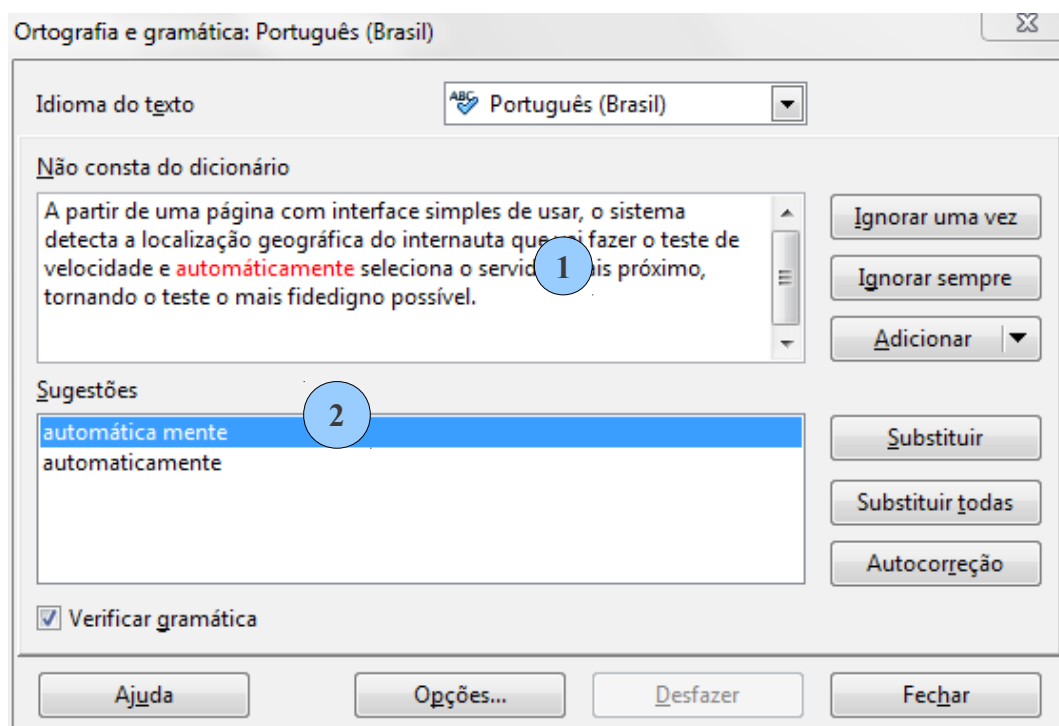 Ortografia e gramática: Português (Brasil)
Idioma do texto
ABC Português (Brasil)
Não consta do dicionário
A partir de uma página com interface simples de usar, o sistema
detecta a localização geográfica do internauta que fazer o teste de
velocidade e automáticamente seleciona o próximo,
tornando o teste o mais fidedigno possível.
1
Ignorar uma vez
Ignorar sempre
Adicionar
Sugestões
2
automática mente
automaticamente
Substituir
Substituir todas
Autocorreção
Verificar gramática
Ajuda
Opções...
Desfazer
Fechar